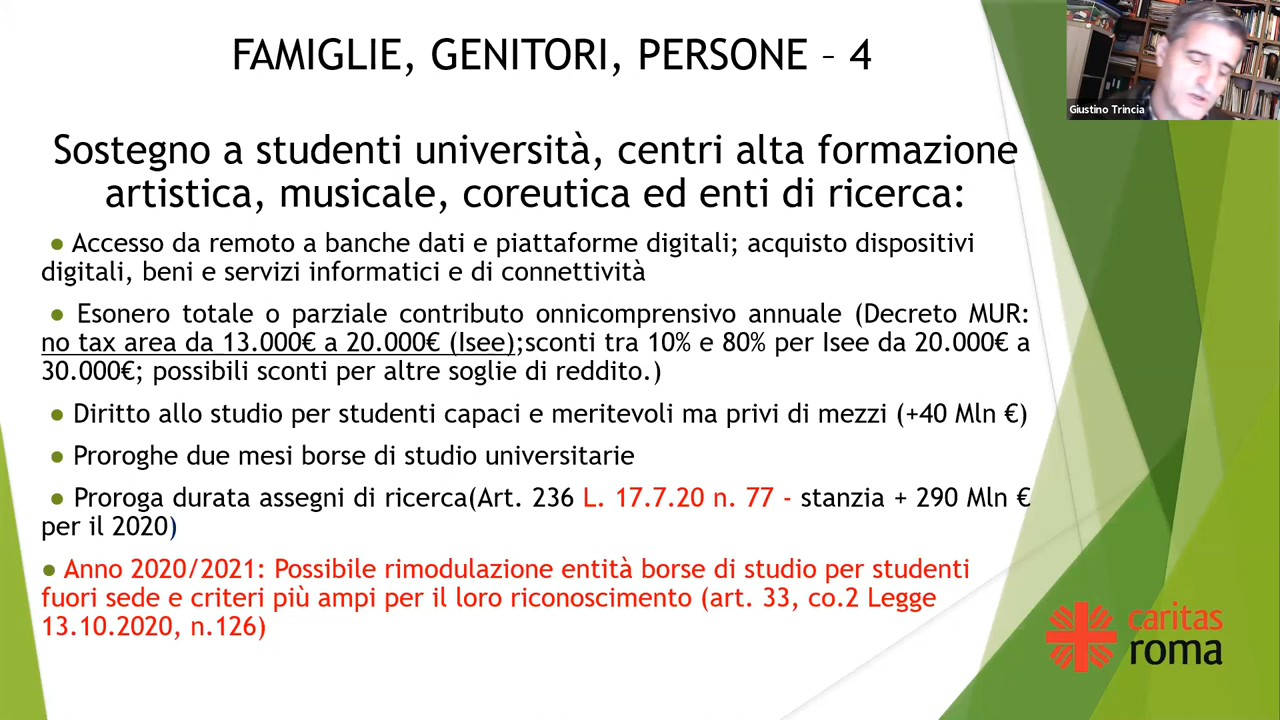 FAMIGLIE, GENITORI, PERSONE – 4
Giustino Trincia
Sostegno a studenti università, centri alta formazione
artistica, musicale, coreutica ed enti di ricerca:
● Accesso da remoto a banche dati e piattaforme digitali; acquisto dispositivi
digitali, beni e servizi informatici e di connettività
● Esonero totale o parziale contributo onnicomprensivo annuale (Decreto MUR:
no tax area da 13.000€ a 20.000€ (Isee);sconti tra 10% e 80% per Isee da 20.000€ a
30.000€; possibili sconti per altre soglie di reddito.)
● Diritto allo studio per studenti capaci e meritevoli ma privi di mezzi (+40 Mln €)
● Proroghe due mesi borse di studio universitarie
● Proroga durata assegni di ricerca(Art. 236 L. 17.7.20 n. 77 - stanzia + 290 Mln €
per il 2020)
● Anno 2020/2021: Possibile rimodulazione entità borse di studio per studenti
fuori sede e criteri più ampi per il loro riconoscimento (art. 33, co.2 Legge
13.10.2020, n.126)
caritas
roma